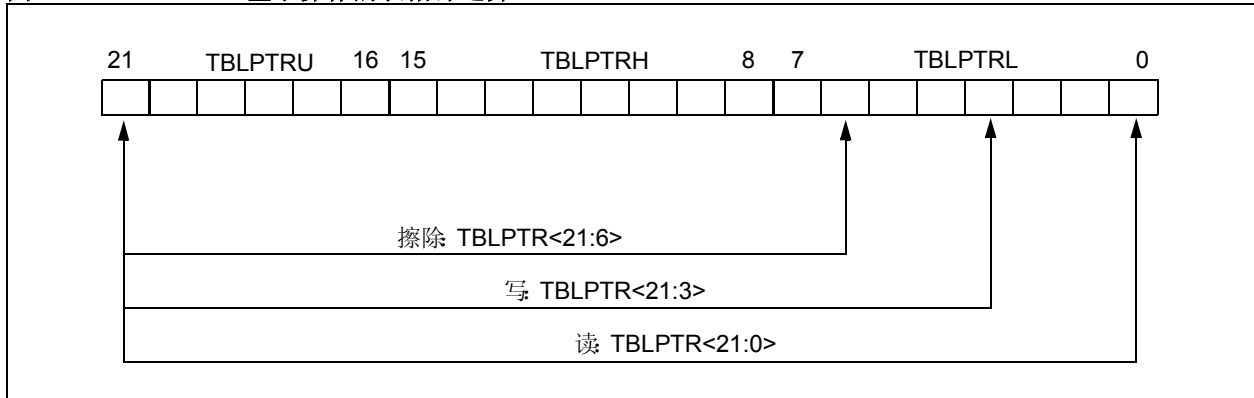 21 TBLPTRU 16 15 TBLPTRH 8 7 TBLPTRL 0
擦除: TBLPTR<21:6>
写: TBLPTR<21:3>
读: TBLPTR<21:0>